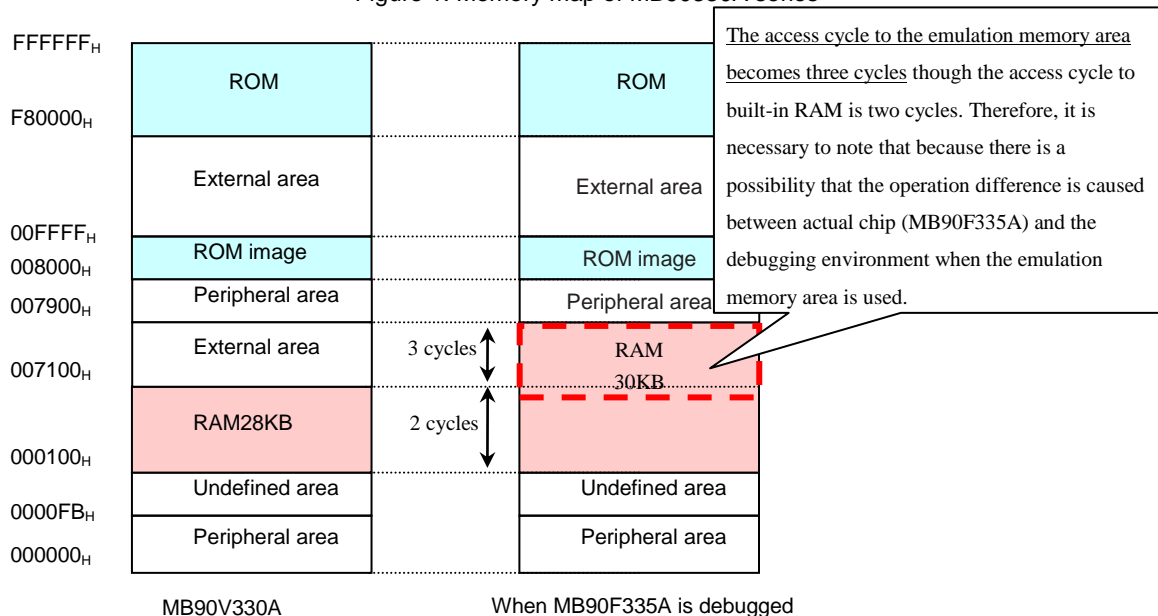 FFFFFFH
F80000H
00FFFFH
008000H
007900H
007100H
000100H
0000FBH
000000H
ROM
External area
ROM image
Peripheral area
External area
RAM28KB
Undefined area
Peripheral area
MB90V330A
3 cycles
2 cycles
ROM
External area
ROM image
Peripheral area
RAM
30KB
Undefined area
Peripheral area
When MB90F335A is debugged
The access cycle to the emulation memory area
becomes three cycles though the access cycle to
built-in RAM is two cycles. Therefore, it is
necessary to note that because there is a
possibility that the operation difference is caused
between actual chip (MB90F335A) and the
debugging environment when the emulation
memory area is used.